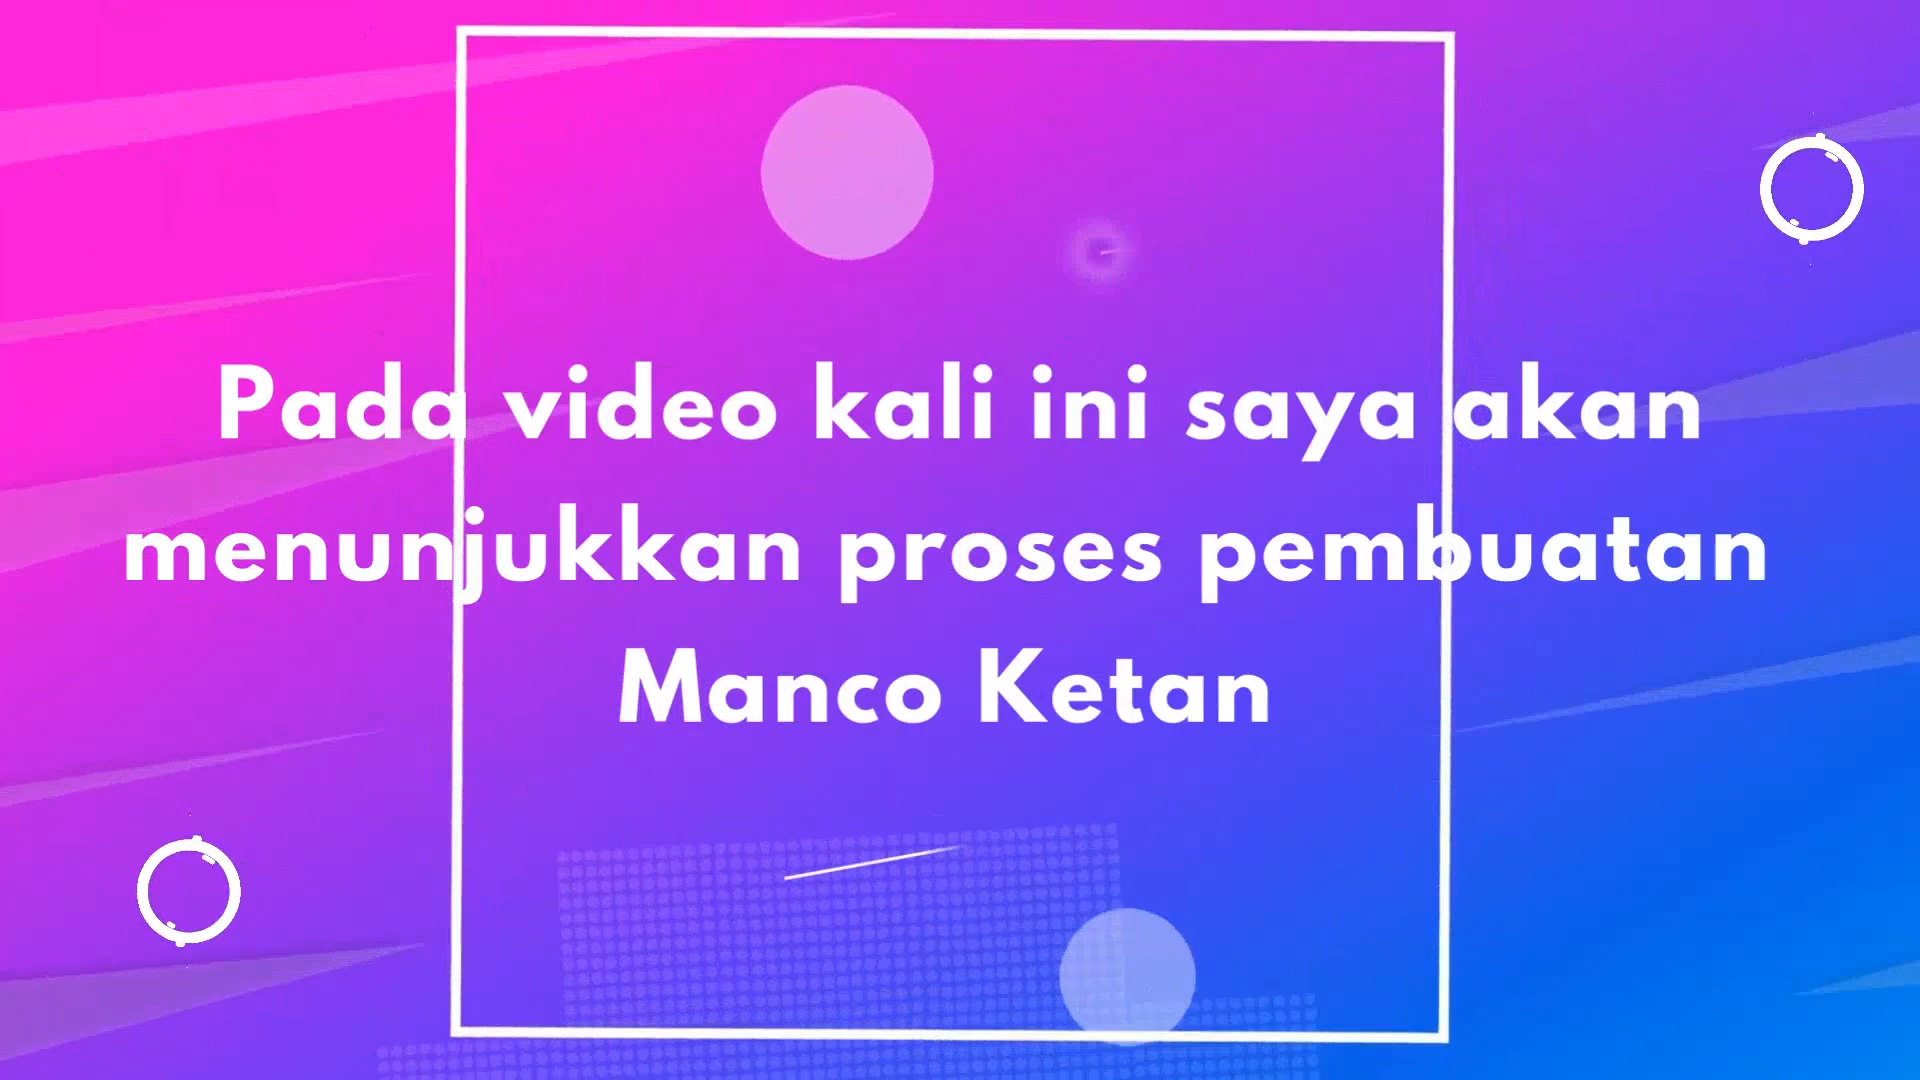 Pada video kali ini saya akan
menunjukkan proses pembuatan
Manco Ketan